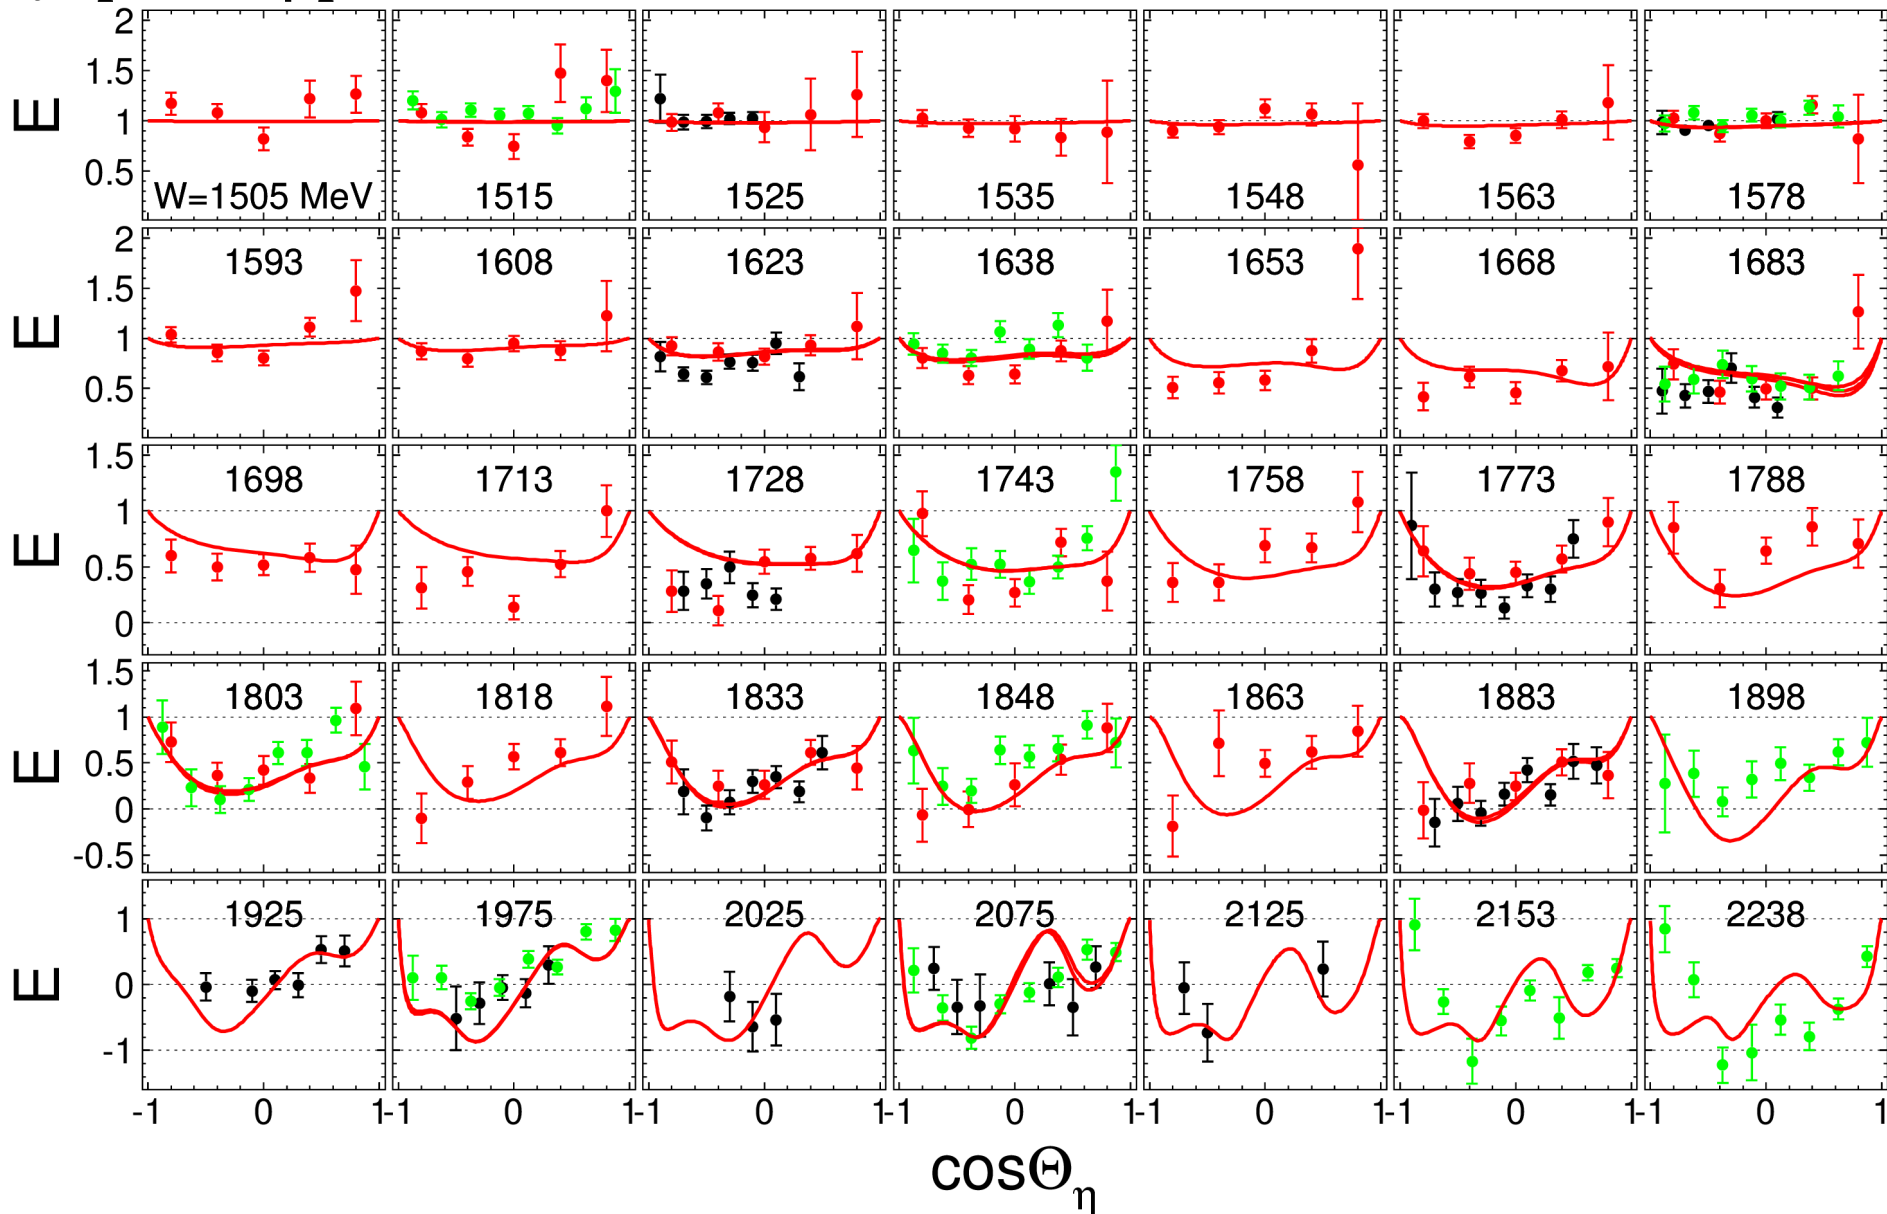 E 2 1.5 1 0.5 W=1505 MeV 1515 1525 1535 1548 1563 1578
E 2 1.5 1 0.5 1593 1608 1623 1638 1653 1668 1683
E 1.5 1 0.5 0 1698 1713 1728 1743 1758 1773 1788
E 1.5 1 0.5 0 -0.5 1803 1818 1833 1848 1863 1883 1898
E 1 0 -1 1925 1975 2025 2075 2125 2153 2238
-1 0 1 -1 0 1 -1 0 1 -1 0 1 -1 0 1 -1 0 1 -1 0 1
cosΘη